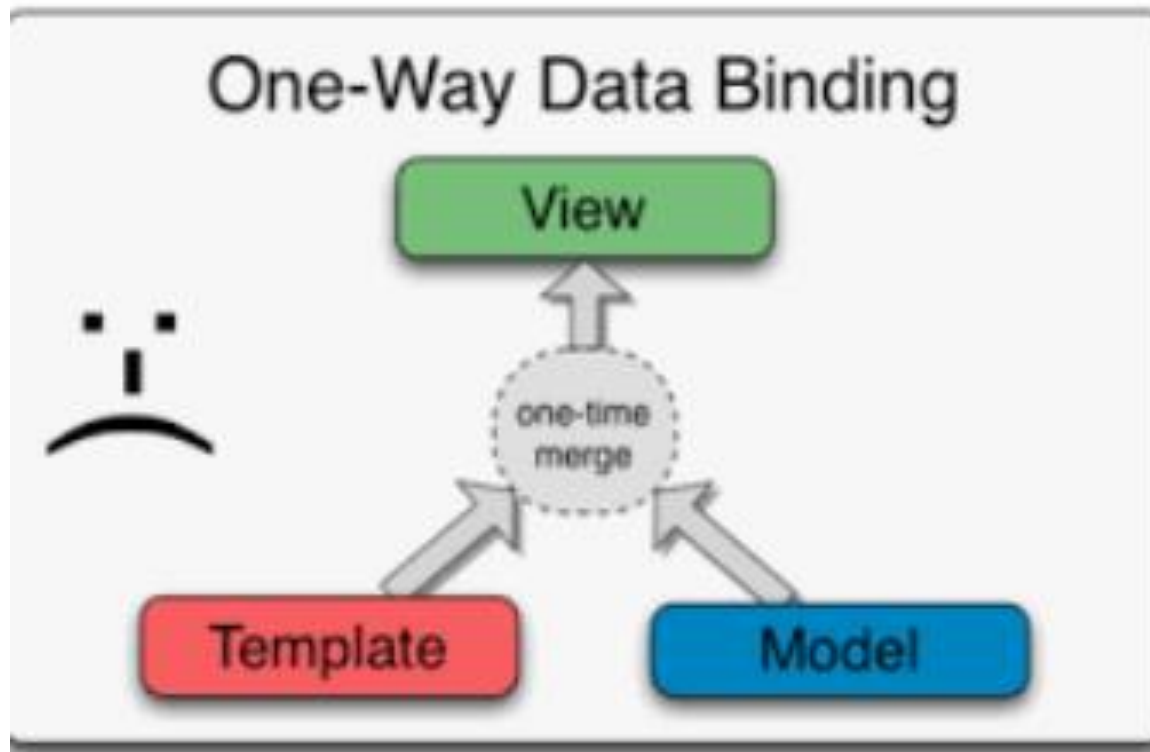 One-Way Data Binding
View
one-time
merge
Template
Model